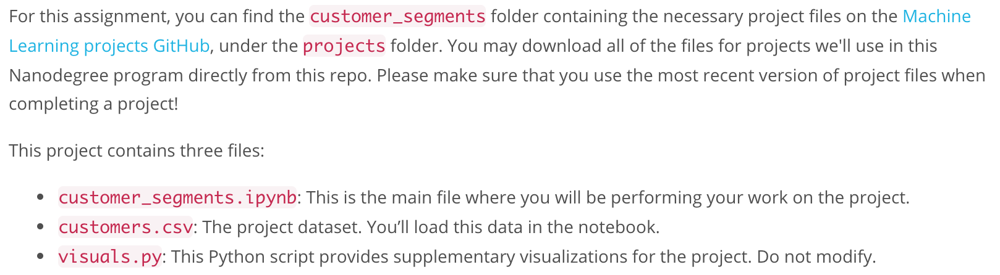 For this assignment, you can find the customer_segments folder containing the necessary project files on the Machine
Learning projects GitHub, under the projects folder. You may download all of the files for projects we'll use in this
Nanodegree program directly from this repo. Please make sure that you use the most recent version of project files when
completing a project!
This project contains three files:
• customer_segments.ipynb: This is the main file where you will be performing your work on the project.
• customers.csv: The project dataset. You’ll load this data in the notebook.
• visuals.py: This Python script provides supplementary visualizations for the project. Do not modify.